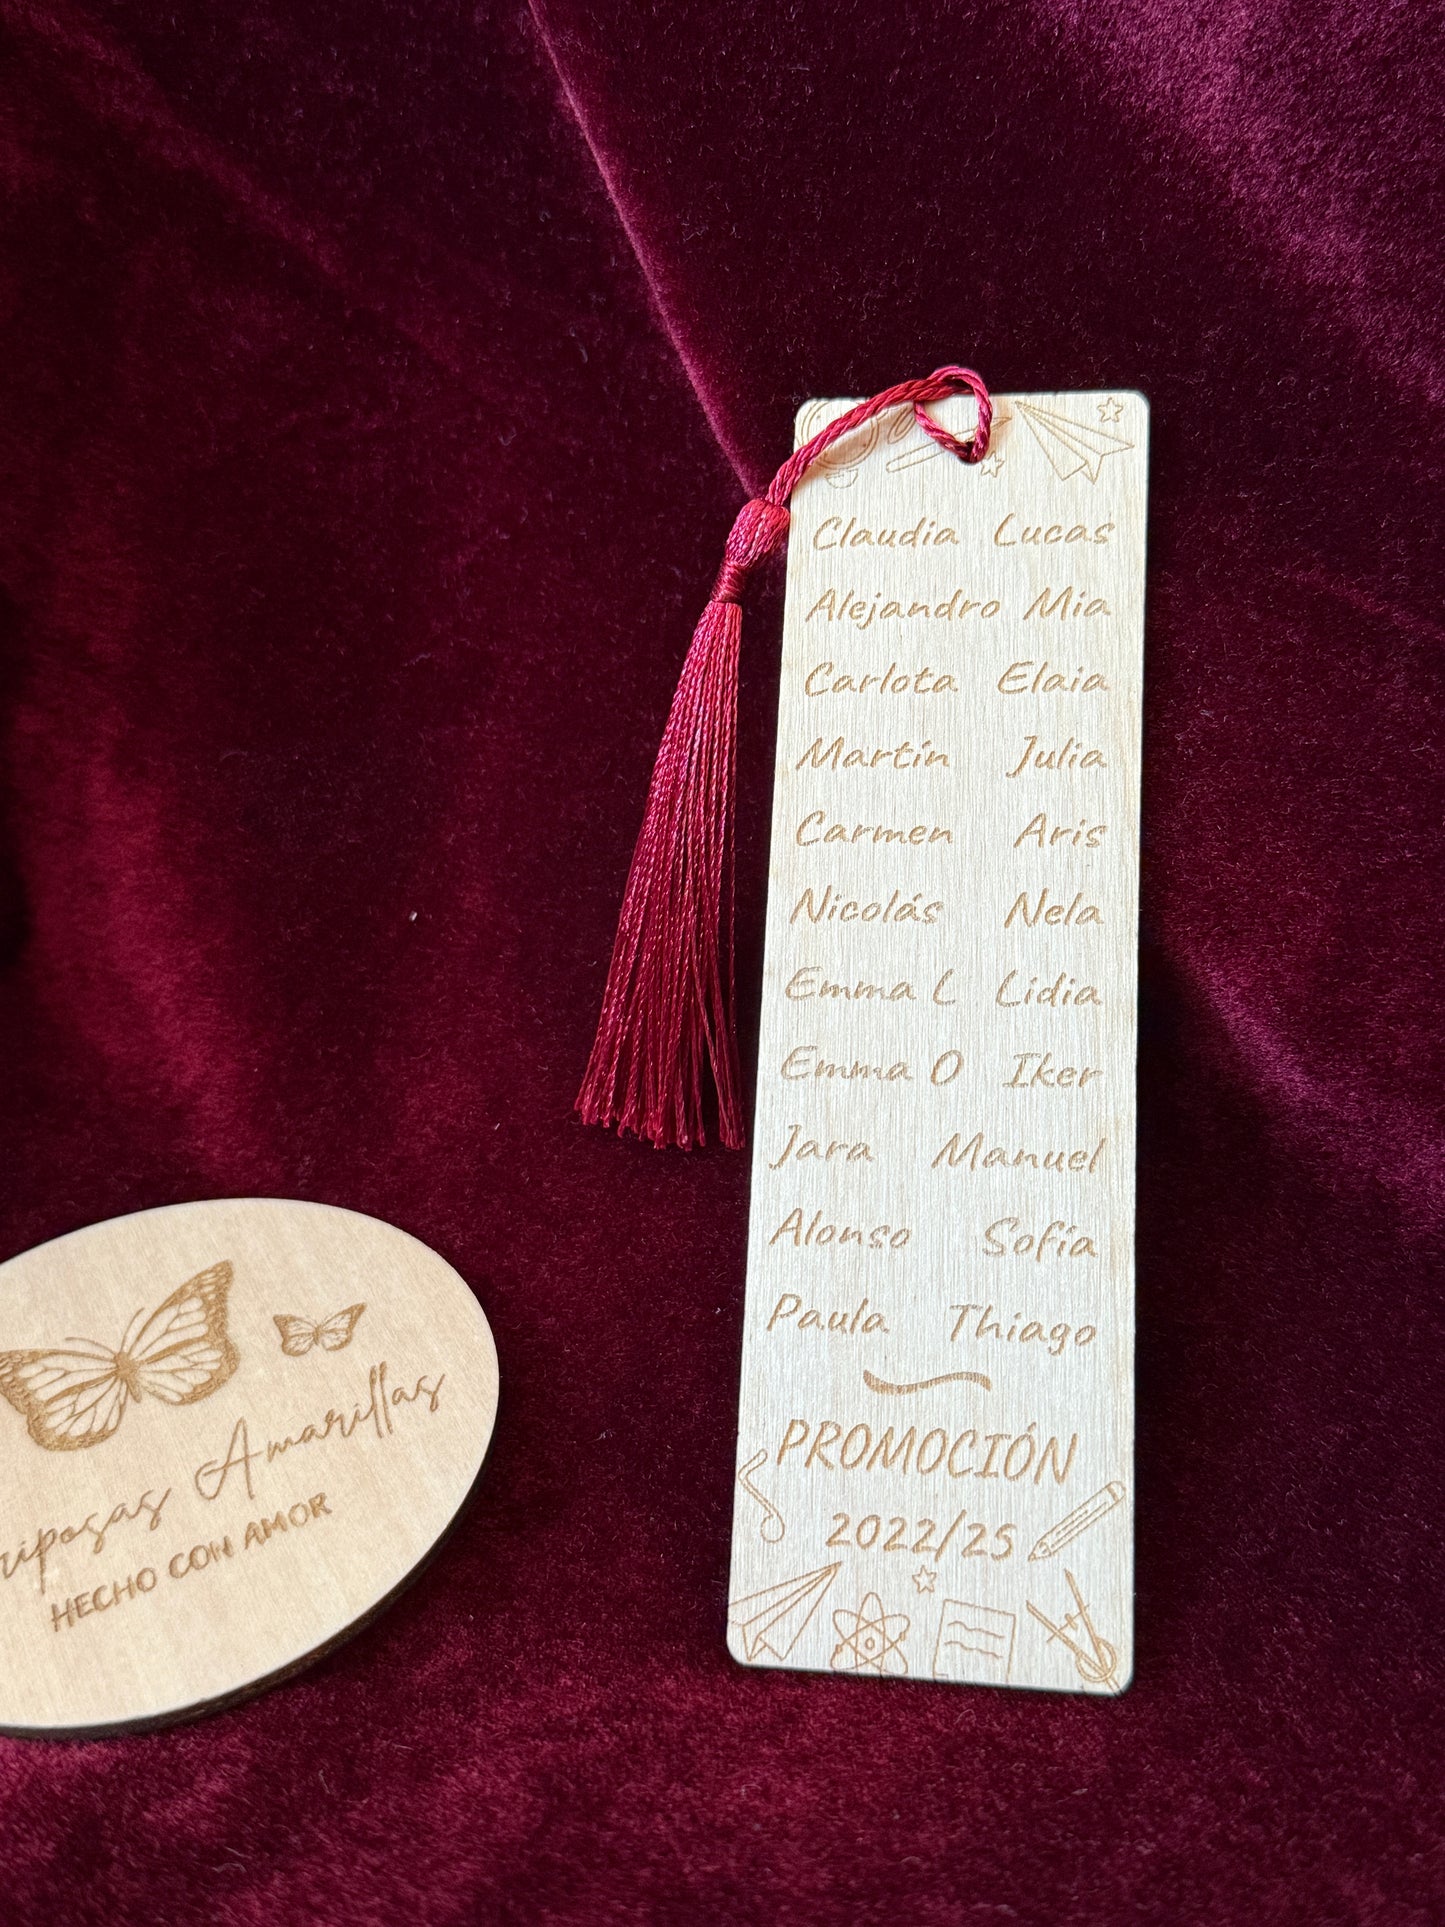 Claudia Lucas
Alejandro Mia
Carlota Elaia
Martín Julia
Carmen Aris
Nicolás Nela
Emma L Lidia
Emma O Iker
Jara Manuel
Alonso Sofía
Paula Thiago
PROMOCIÓN
2022/25
Amarillas
HECHO CON AMOR